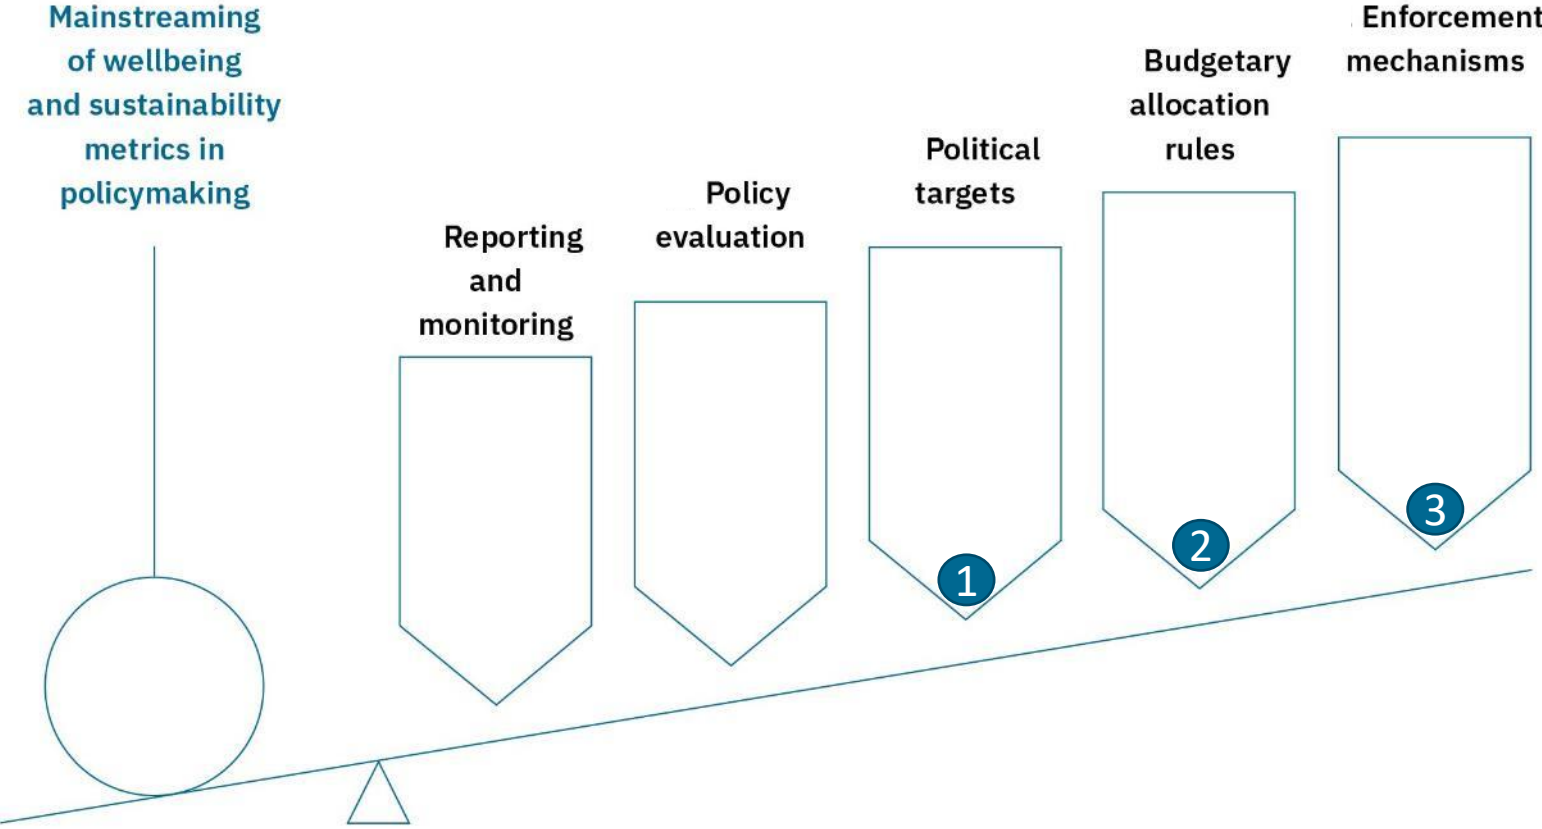 Mainstreaming
of wellbeing
and sustainability
metrics in
policymaking
Reporting
and
monitoring
Policy
evaluation
Political
targets
Budgetary
allocation
rules
Enforcement
mechanisms
1
2
3